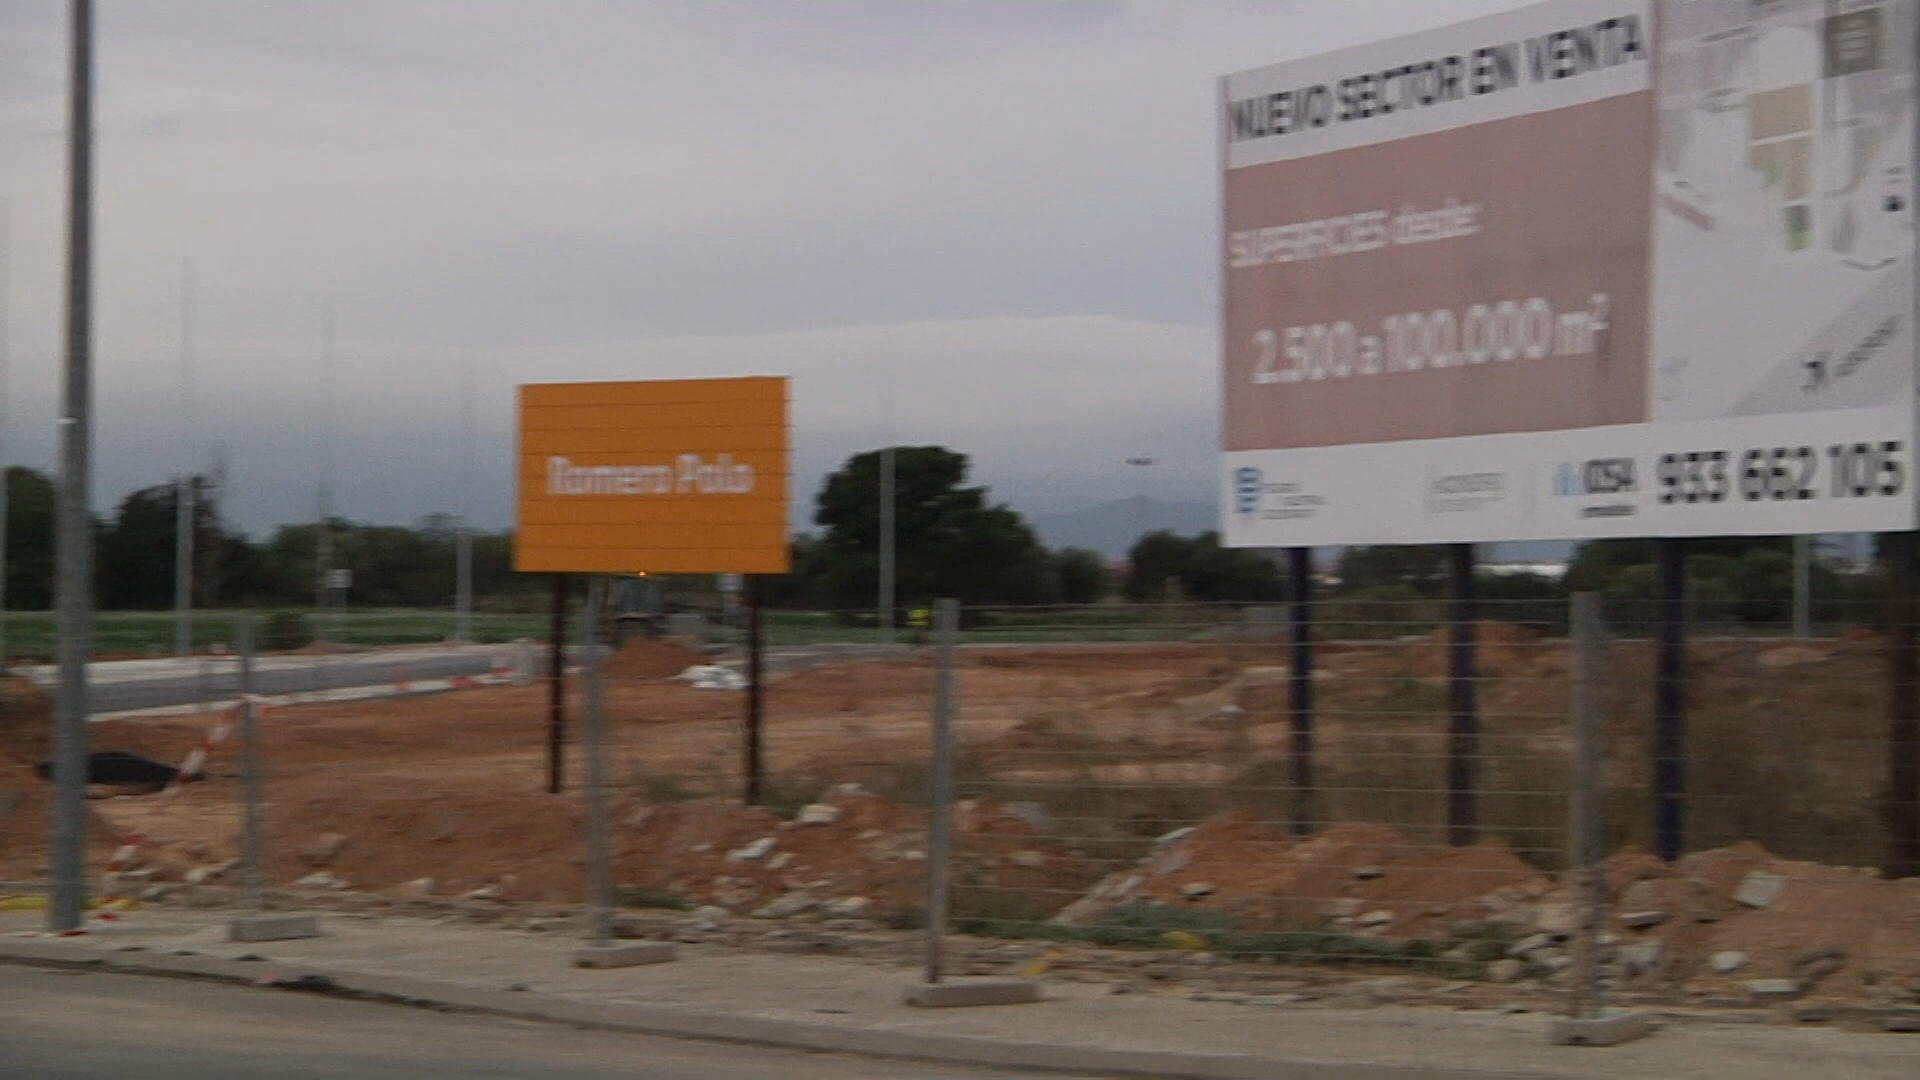 Romero Polo
NUEVO SECTOR EN VENTA
SUPERFICIES desde:
2.500 a 100.000 m²
933 662 105